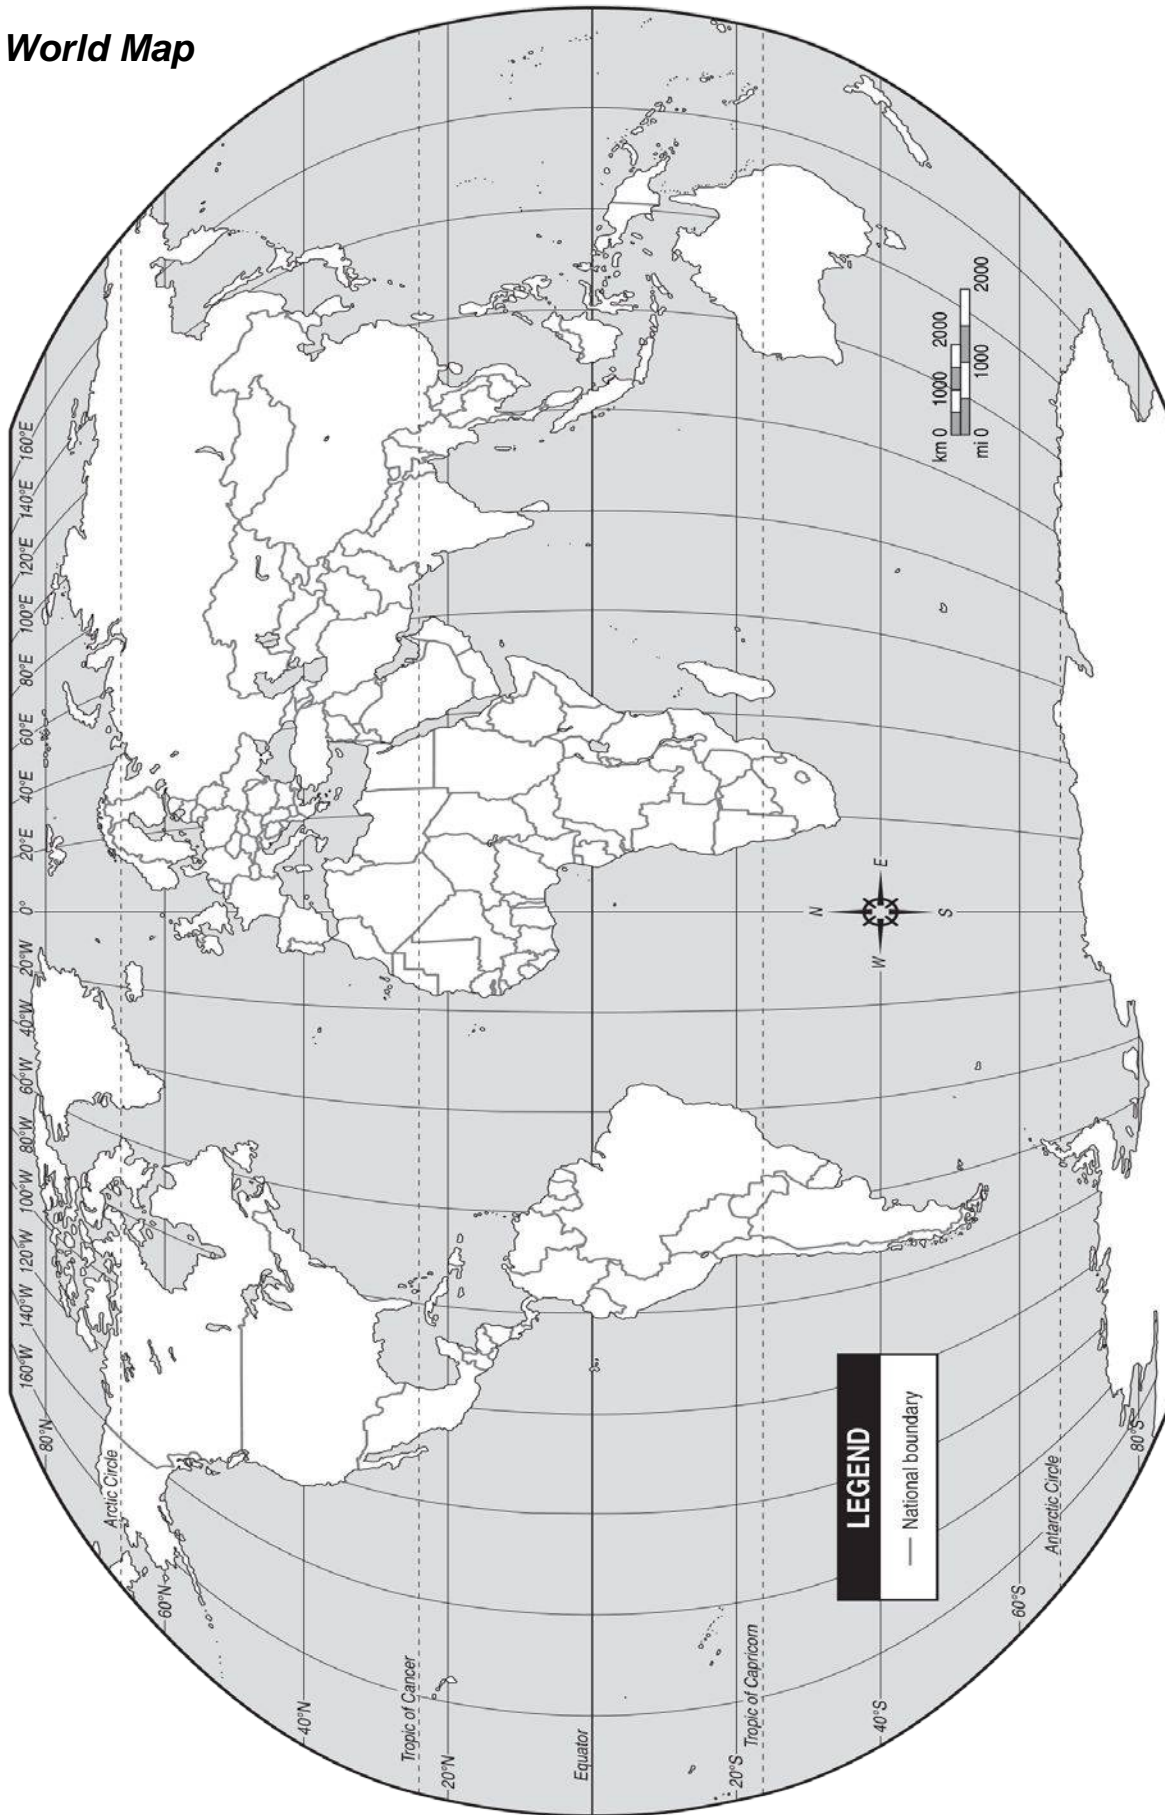 World Map
160°E
140°E
120°E
100°E
80°E
60°E
40°E
20°E
0°
20°W
40°W
60°W
80°W
100°W
120°W
140°W
160°W
80°N
Arctic Circle
60°N
40°N
Tropic of Cancer
20°N
Equator
20°S
Tropic of Capricorn
40°S
60°S
Antarctic Circle
80°S
N
W
E
S
km 0 1000 2000
mi 0 1000 2000
LEGEND
National boundary